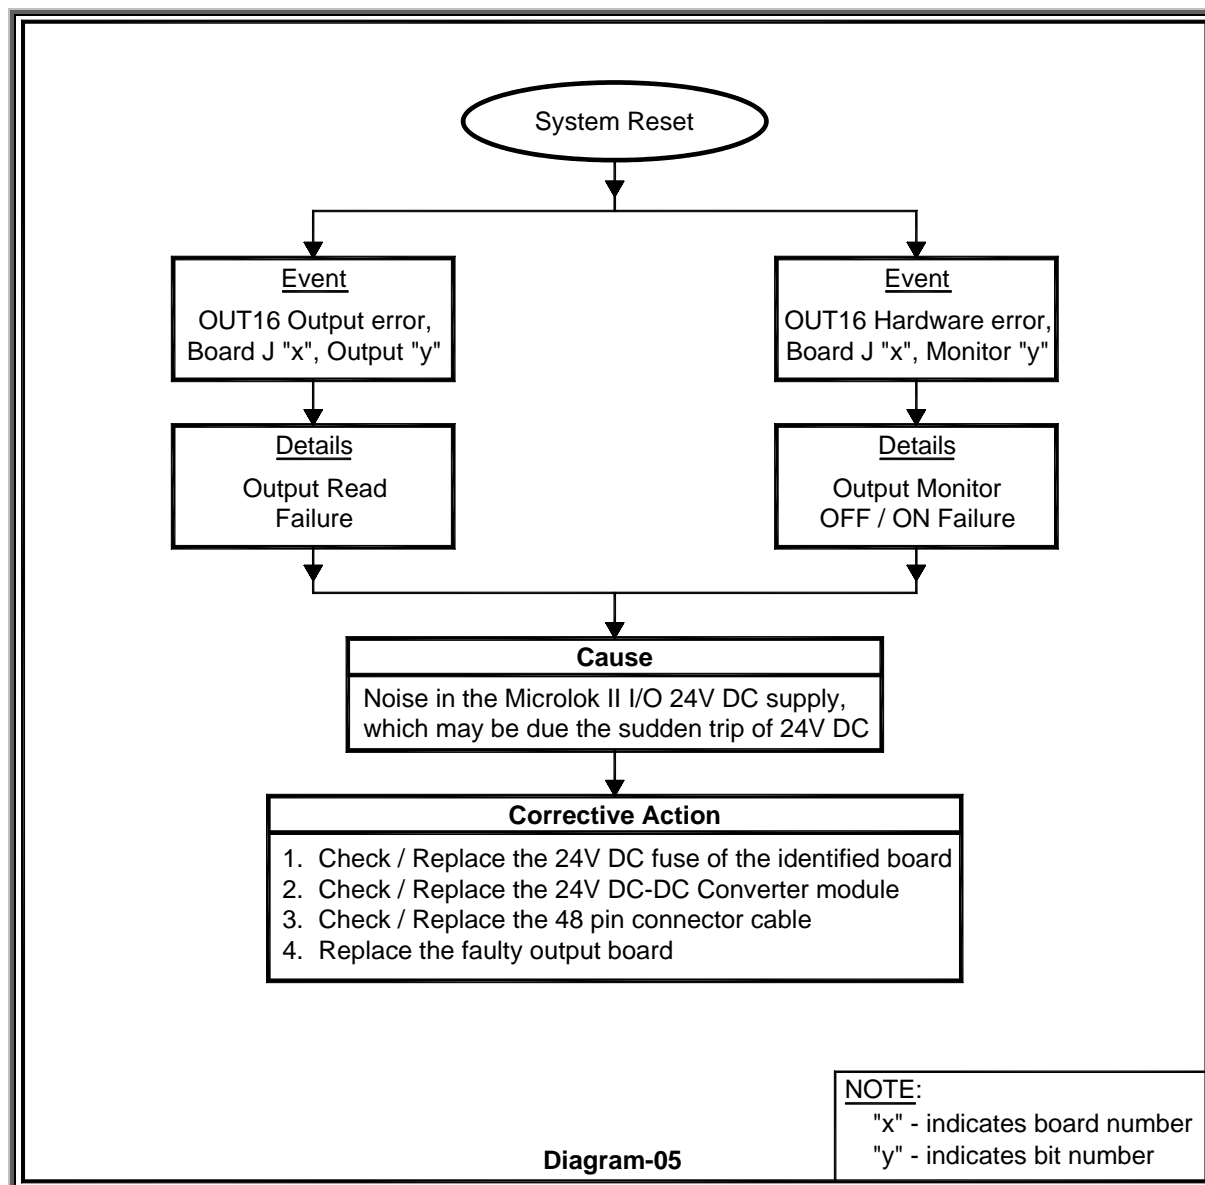 System Reset
Event
OUT16 Output error,
Board J "x", Output "y"
Event
OUT16 Hardware error,
Board J "x", Monitor "y"
Details
Output Read
Failure
Details
Output Monitor
OFF / ON Failure
Cause
Noise in the Microlok II I/O 24V DC supply,
which may be due the sudden trip of 24V DC
Corrective Action
1. Check / Replace the 24V DC fuse of the identified board
2. Check / Replace the 24V DC-DC Converter module
3. Check / Replace the 48 pin connector cable
4. Replace the faulty output board
NOTE:
"x" - indicates board number
"y" - indicates bit number
Diagram-05